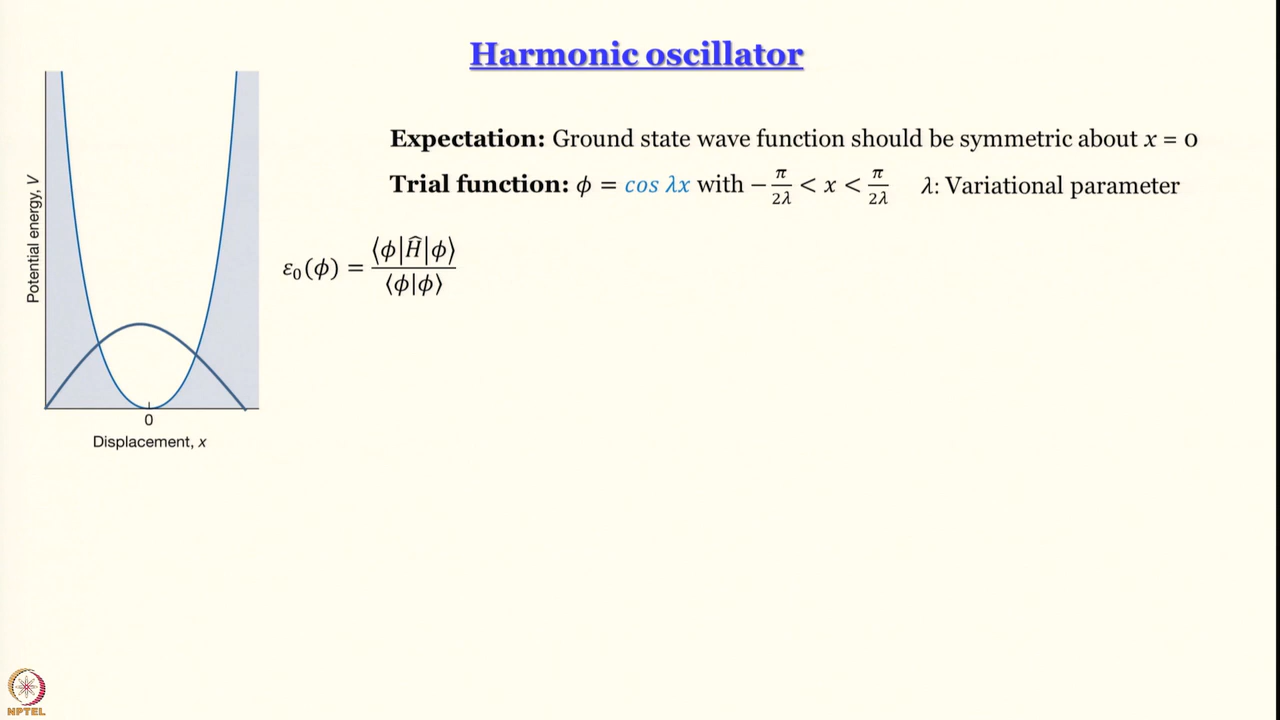 Harmonic oscillator
Expectation: Ground state wave function should be symmetric about x = 0
Trial function: ϕ = cos λx with −π/2λ < x < π/2λ λ: Variational parameter
ε₀(ϕ) = ⟨ϕ|Ĥ|ϕ⟩/⟨ϕ|ϕ⟩
Potential energy, V
0
Displacement, x
NPTEL